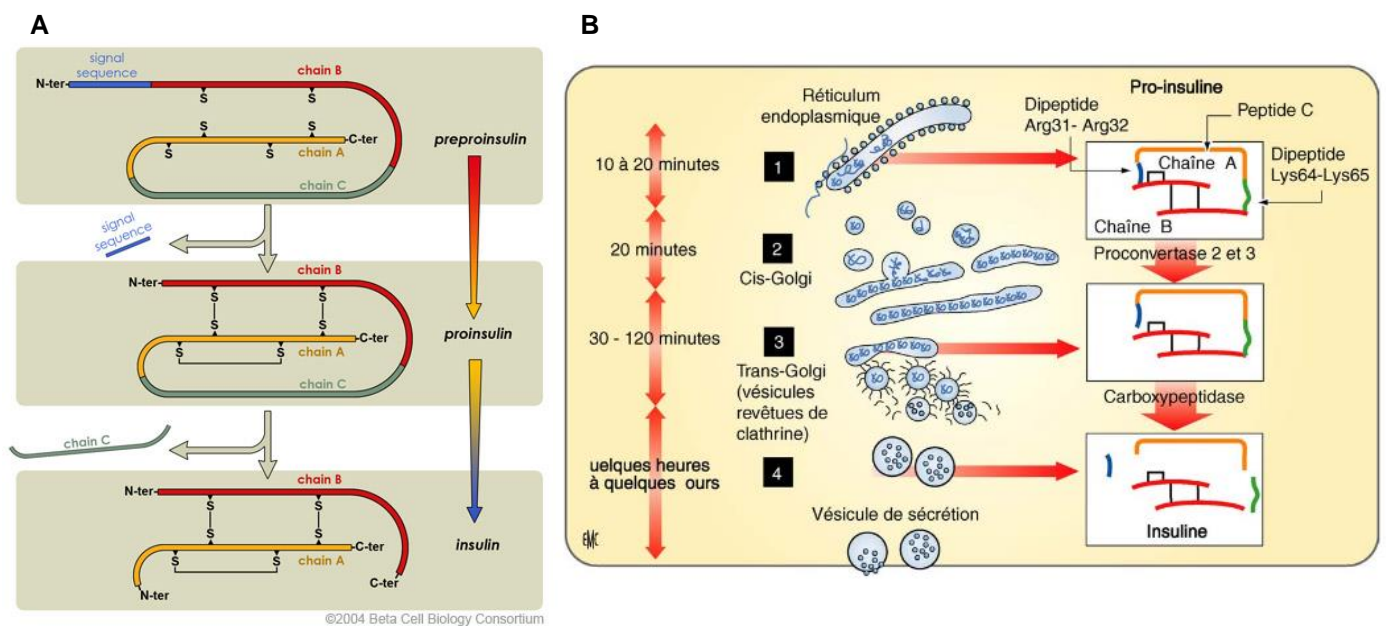 A
signal
sequence
N-ter
chain B
S
S
S
S
C-ter
S
S
chain A
chain C
preproinsulin
signal
sequence
chain B
N-ter
S
S
S
S
C-ter
S
S
chain A
chain C
proinsulin
chain C
chain B
N-ter
S
S
S
S
C-ter
S
S
chain A
C-ter
N-ter
insulin
©2004 Beta Cell Biology Consortium
B
10 à 20 minutes
20 minutes
30 - 120 minutes
uelques heures
à quelques ours
Réticulum
endoplasmique
1
2
Cis-Golgi
3
Trans-Golgi
(vésicules
revêtues de
clathrine)
4
Vésicule de sécrétion
Pro-insuline
Dipeptide
Arg31- Arg32
Peptide C
Dipeptide
Lys64-Lys65
Chaîne A
Chaîne B
Proconvertase 2 et 3
Carboxypeptidase
Insuline
EMC